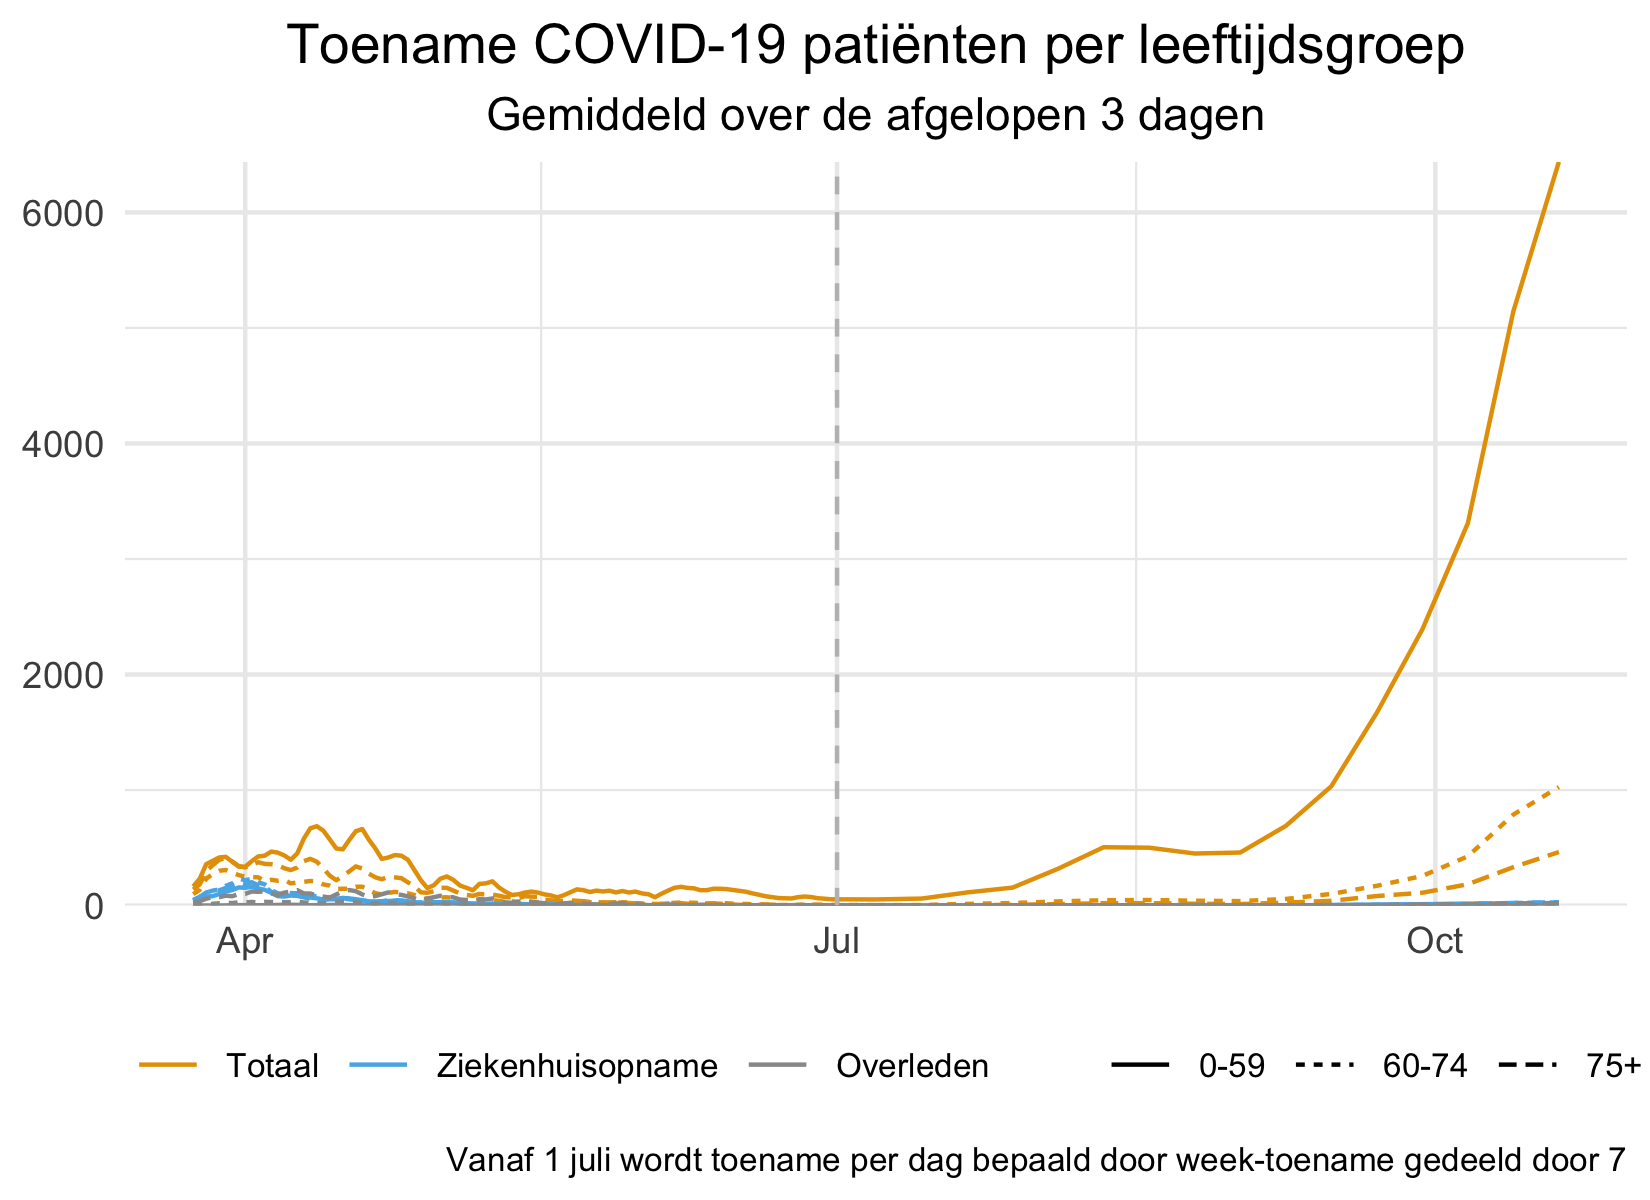 Toename COVID-19 patiënten per leeftijdsgroep
Gemiddeld over de afgelopen 3 dagen
6000
4000
2000
0
Apr Jul Oct
Totaal Ziekenhuisopname Overleden 0-59 60-74 75+
Vanaf 1 juli wordt toename per dag bepaald door week-toename gedeeld door 7